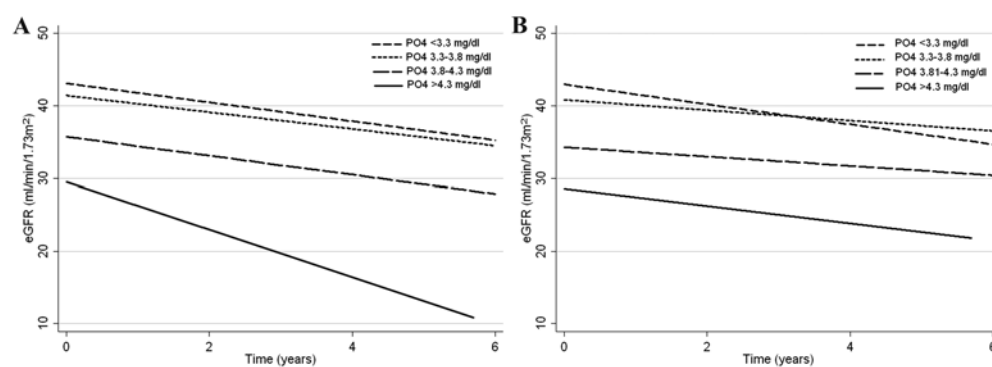 A
50
40
30
20
10
eGFR (ml/min/1.73m²)
PO4 <3.3 mg/dl
PO4 3.3-3.8 mg/dl
PO4 3.8-4.3 mg/dl
PO4 >4.3 mg/dl
0 2 4 6
Time (years)
B
50
40
30
20
10
eGFR (ml/min/1.73m²)
PO4 <3.3 mg/dl
PO4 3.3-3.8 mg/dl
PO4 3.81-4.3 mg/dl
PO4 >4.3 mg/dl
0 2 4 6
Time (years)